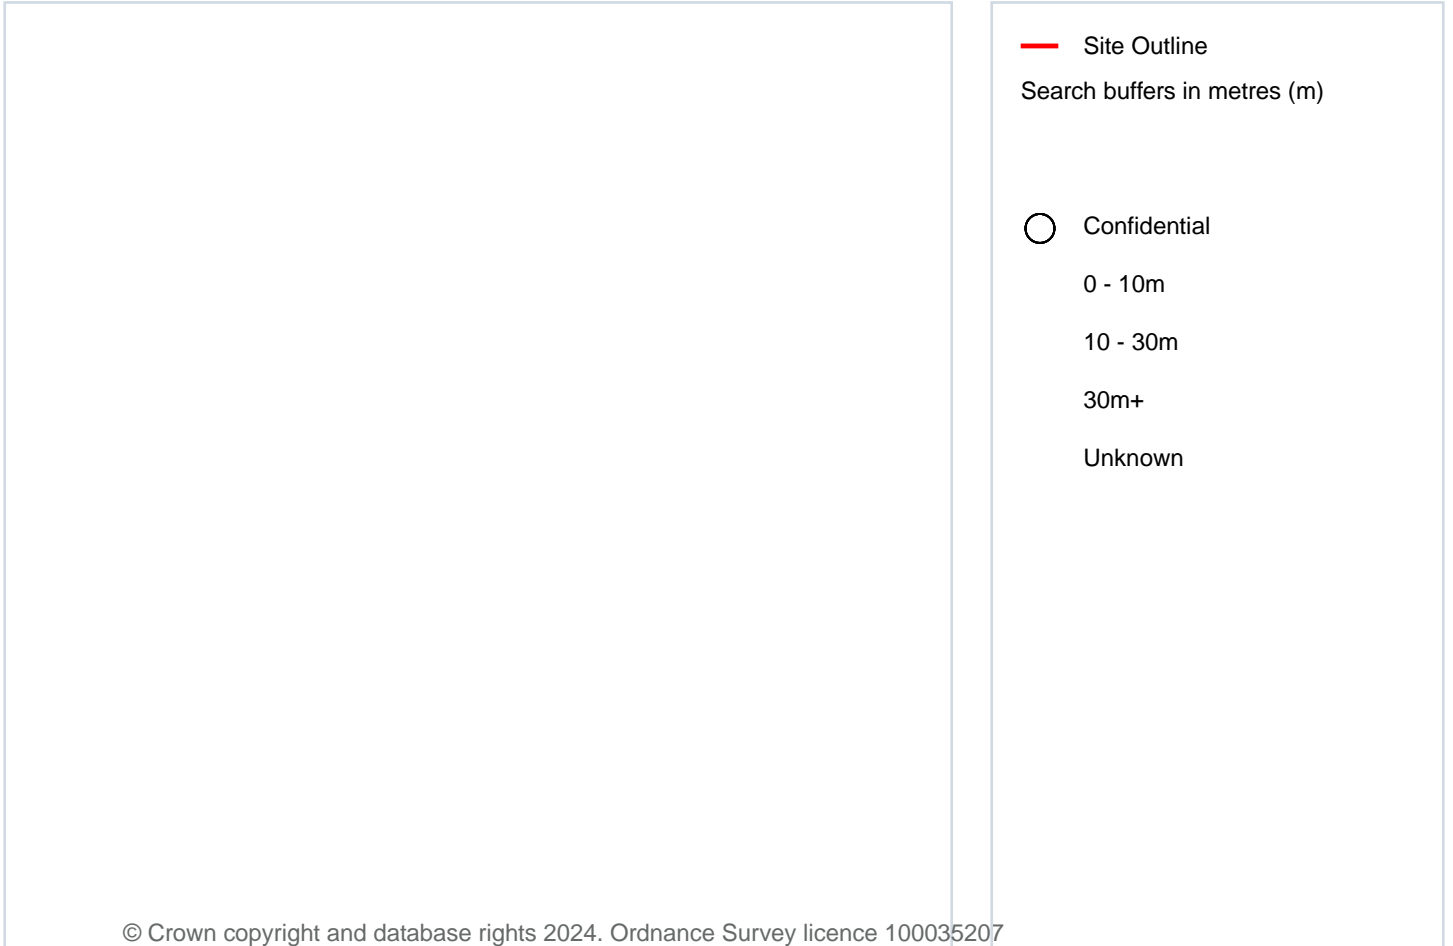 Site Outline
Search buffers in metres (m)
Confidential
0 - 10m
10 - 30m
30m+
Unknown
© Crown copyright and database rights 2024. Ordnance Survey licence 100035207